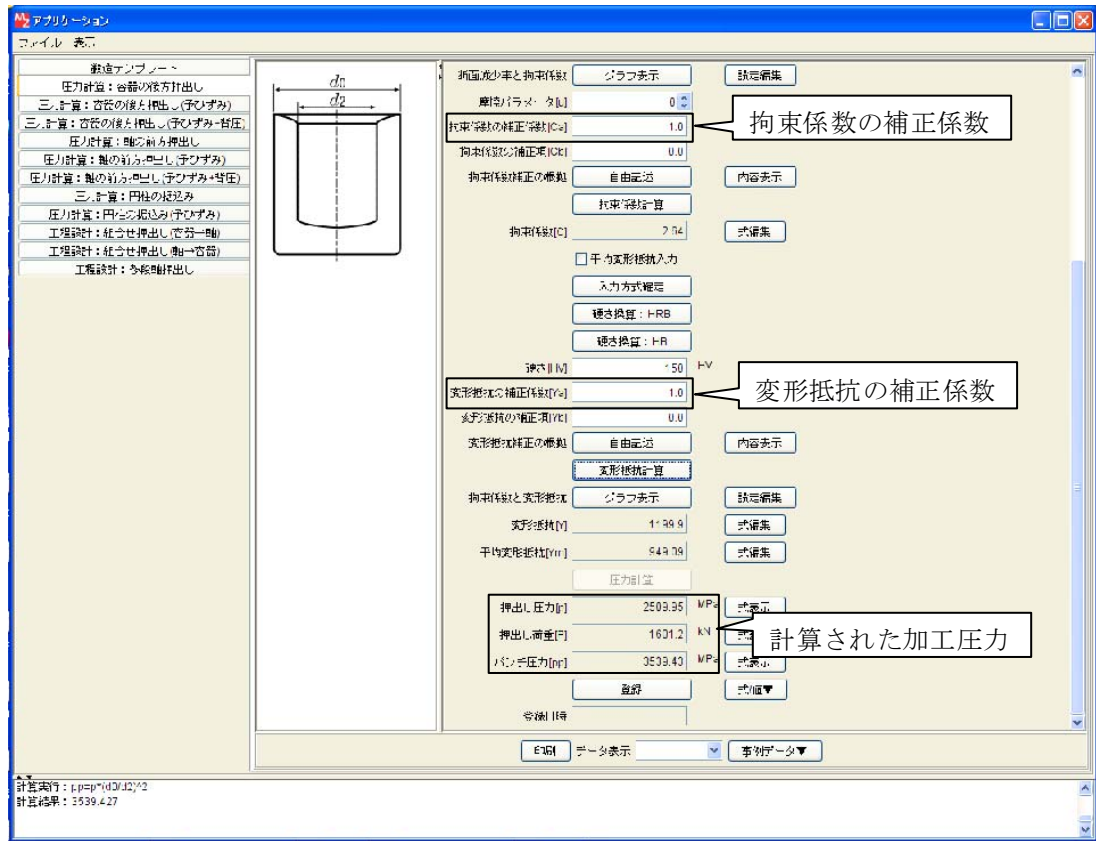 アプリケーション
ファイル 表示
鍛造テンプレート
圧力計算：容器の後方押出し
圧力計算：容器の後方押出し(予ひずみ)
圧力計算：容器の後方押出し(予ひずみ+背圧)
圧力計算：軸の前方押出し
圧力計算：軸の前方押出し(予ひずみ)
圧力計算：軸の前方押出し(予ひずみ+背圧)
圧力計算：円柱の据込み
圧力計算：円柱の据込み(予ひずみ)
工程設計：組合せ押出し(容器→軸)
工程設計：組合せ押出し(軸→容器)
工程設計：多段軸押出し
d0
d2
断面減少率と拘束係数 グラフ表示 設定編集
摩擦パラメータ[u] 0
拘束係数の補正係数[Ca] 1.0
拘束係数の補正係数
拘束係数の補正項[Cb] 0.0
拘束係数補正の根拠 自由記述 内容表示
拘束係数計算
拘束係数[C] 2.64 式編集
平均変形抵抗入力
入力方式確定
硬さ換算：HRB
硬さ換算：HB
硬さ[HV] 150 HV
変形抵抗の補正係数[Ya] 1.0
変形抵抗の補正係数
変形抵抗の補正項[Yb] 0.0
変形抵抗補正の根拠 自由記述 内容表示
変形抵抗計算
拘束係数と変形抵抗 グラフ表示 設定編集
変形抵抗[Y] 1199.9 式編集
平均変形抵抗[Ym] 949.09 式編集
圧力計算
押出し圧力[p] 2509.95 MPa 式表示
押出し荷重[P] 1601.2 kN
計算された加工圧力
パンチ圧力[pp] 3539.43 MPa 式表示
登録 式/値▼
登録日時
印刷 データ表示 事例データ▼
計算実行：pp=p*(d0/d2)^2
計算結果：3539.427